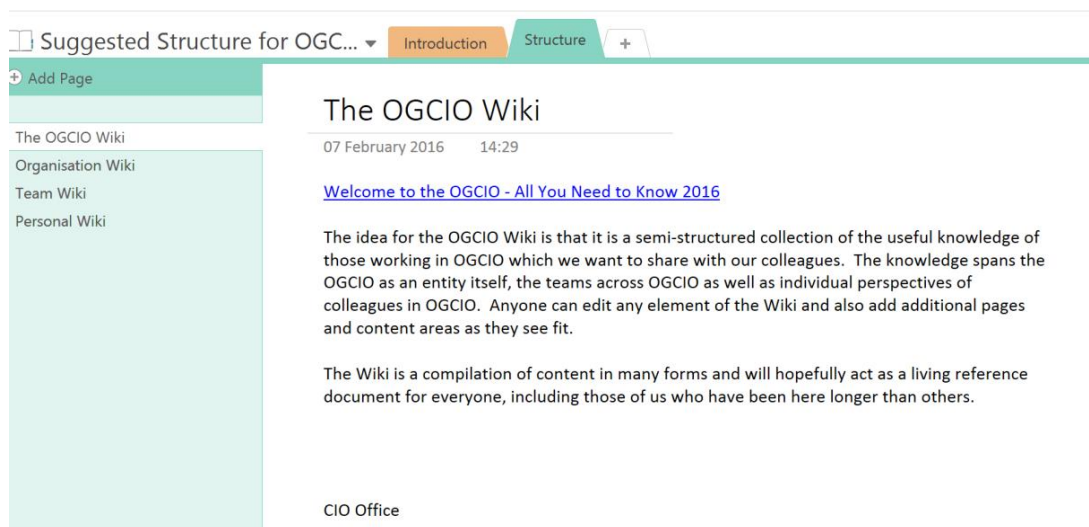 Suggested Structure for OGC...
Introduction
Structure
+
Add Page
The OGCIO Wiki
Organisation Wiki
Team Wiki
Personal Wiki
The OGCIO Wiki
07 February 2016 14:29
Welcome to the OGCIO - All You Need to Know 2016
The idea for the OGCIO Wiki is that it is a semi-structured collection of the useful knowledge of
those working in OGCIO which we want to share with our colleagues. The knowledge spans the
OGCIO as an entity itself, the teams across OGCIO as well as individual perspectives of
colleagues in OGCIO. Anyone can edit any element of the Wiki and also add additional pages
and content areas as they see fit.
The Wiki is a compilation of content in many forms and will hopefully act as a living reference
document for everyone, including those of us who have been here longer than others.
CIO Office